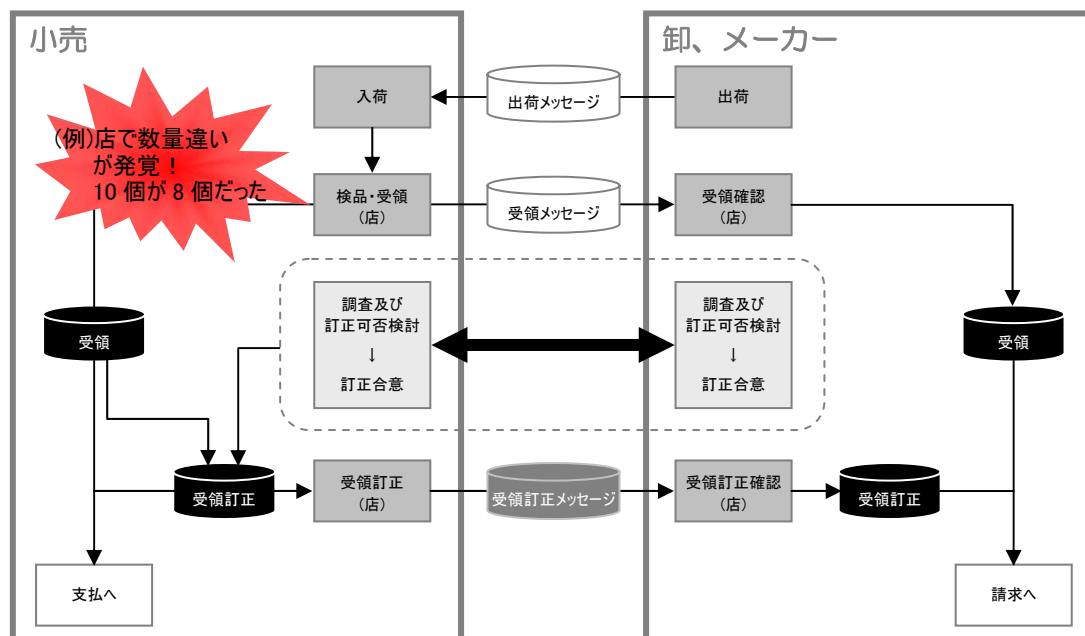 小売
卸、メーカー
入荷
出荷メッセージ
出荷
(例)店で数量違い
が発覚！
10個が8個だった
検品・受領
(店)
受領メッセージ
受領確認
(店)
調査及び
訂正可否検討
↓
訂正合意
調査及び
訂正可否検討
↓
訂正合意
受領
受領
受領訂正
受領訂正
(店)
受領訂正メッセージ
受領訂正確認
(店)
受領訂正
支払へ
請求へ